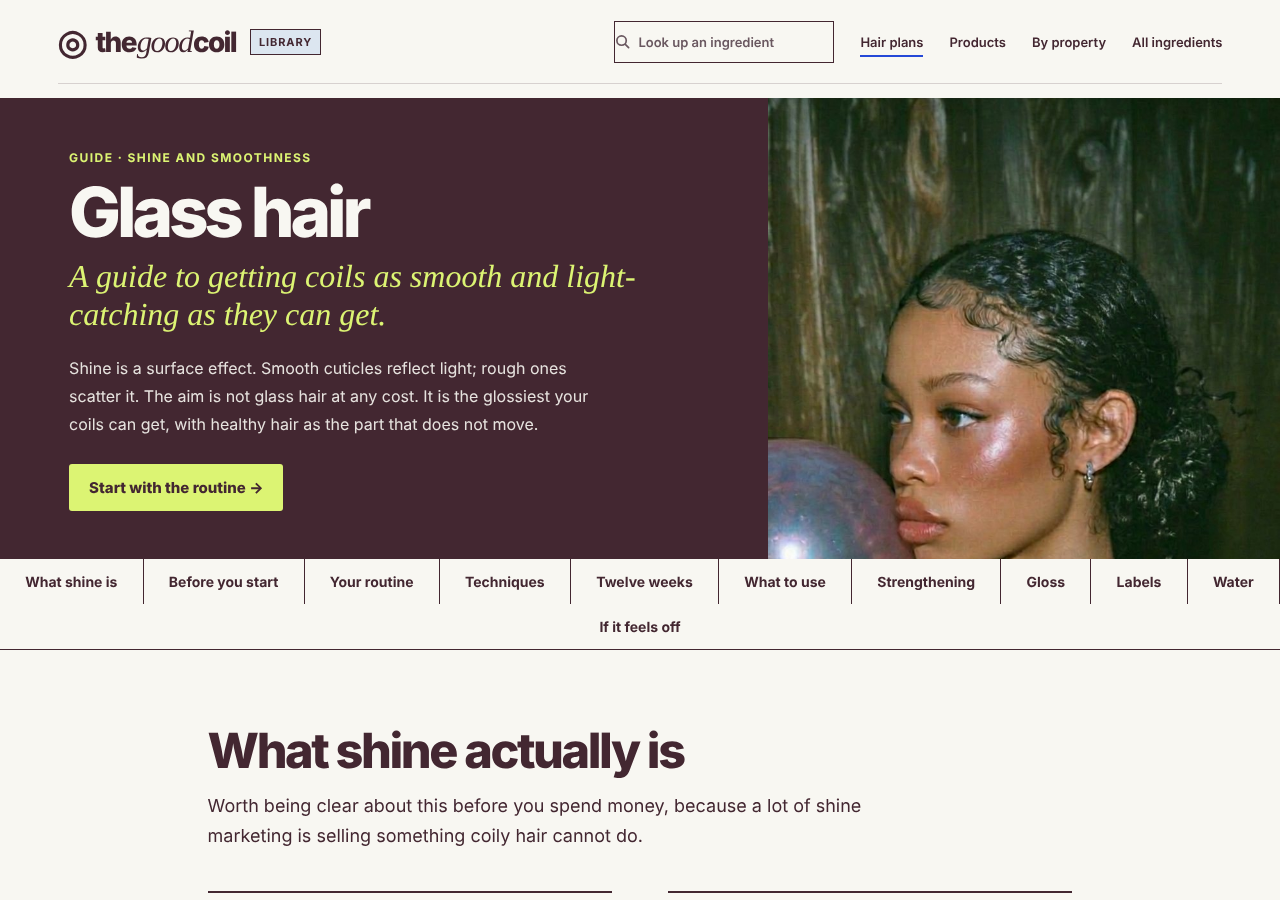 thegoodcoil LIBRARY
Look up an ingredient
Hair plans Products By property All ingredients
GUIDE · SHINE AND SMOOTHNESS
Glass hair
A guide to getting coils as smooth and light-
catching as they can get.
Shine is a surface effect. Smooth cuticles reflect light; rough ones
scatter it. The aim is not glass hair at any cost. It is the glossiest your
coils can get, with healthy hair as the part that does not move.
Start with the routine →
What shine is Before you start Your routine Techniques Twelve weeks What to use Strengthening Gloss Labels Water
If it feels off
What shine actually is
Worth being clear about this before you spend money, because a lot of shine
marketing is selling something coily hair cannot do.